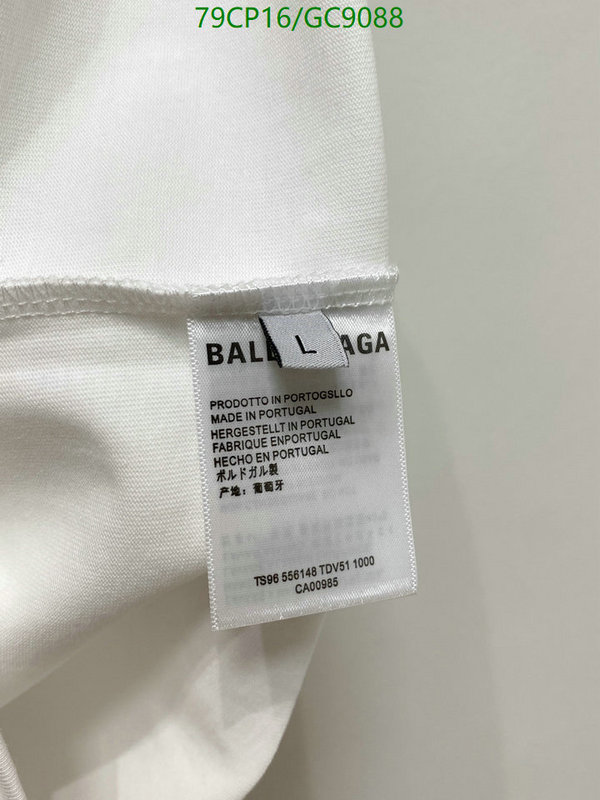 79CP16/GC9088
L
BAL AGA
PRODOTTO IN PORTOGSLLO
MADE IN PORTUGAL
HERGESTELLT IN PORTUGAL
FABRIQUE ENPORTUGAL
HECHO EN PORTUGAL
ポルドガル製
产地：葡萄牙
TS96 556148 TDV51 1000
CA00985